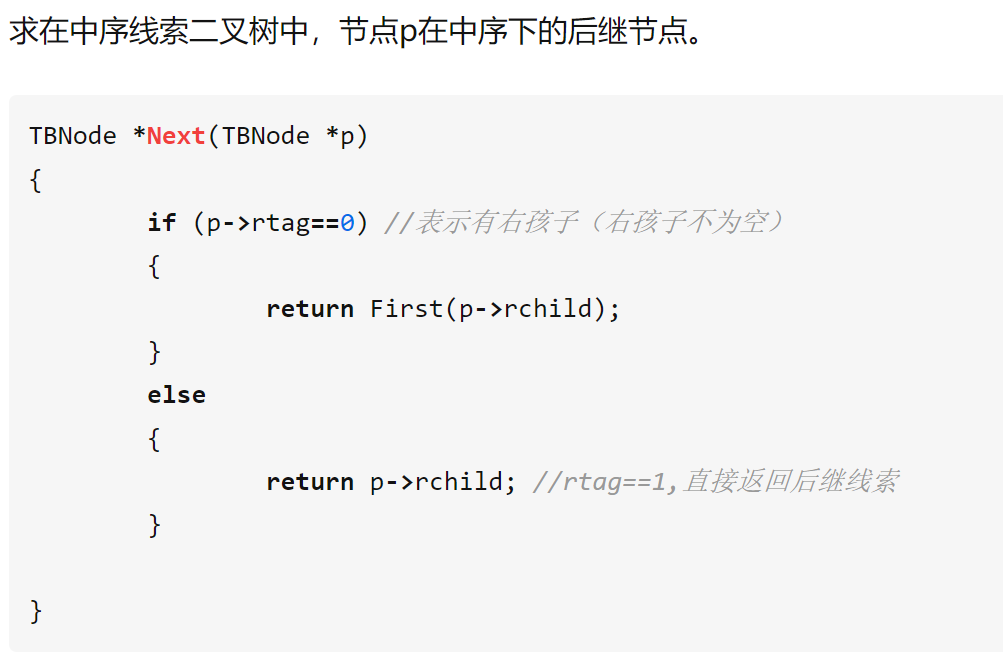 求在中序线索二叉树中，节点p在中序下的后继节点。
TBNode *Next(TBNode *p)
{
if (p->rtag==0) //表示有右孩子（右孩子不为空）
{
return First(p->rchild);
}
else
{
return p->rchild; //rtag==1,直接返回后继线索
}
}